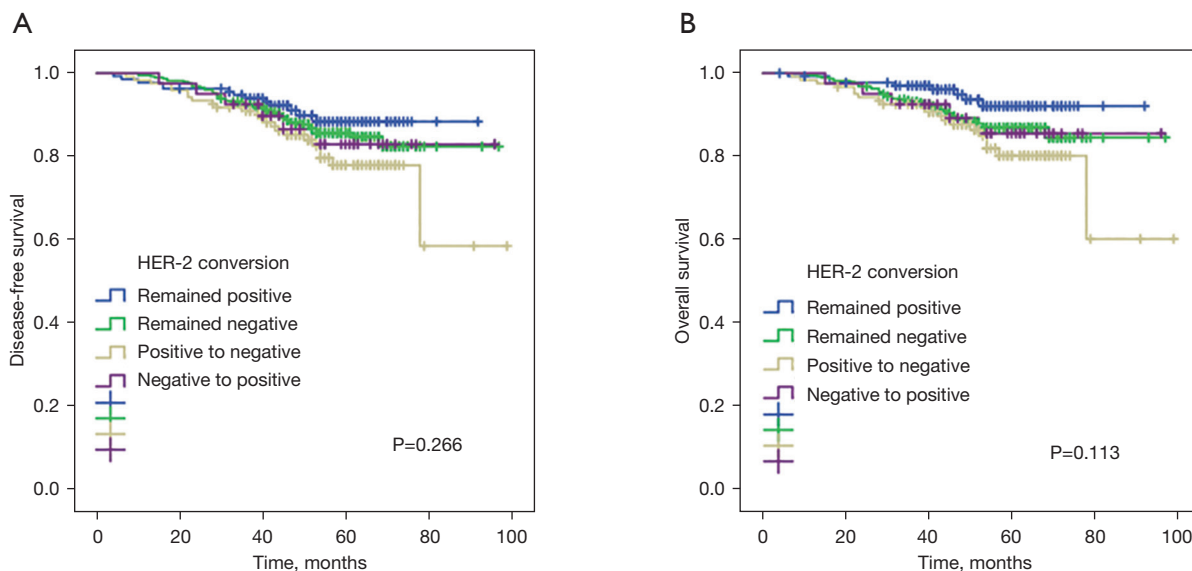 A
Disease-free survival
1.0
0.8
0.6
0.4
0.2
0.0
HER-2 conversion
Remained positive
Remained negative
Positive to negative
Negative to positive
P=0.266
0 20 40 60 80 100
Time, months
B
Overall survival
1.0
0.8
0.6
0.4
0.2
0.0
HER-2 conversion
Remained positive
Remained negative
Positive to negative
Negative to positive
P=0.113
0 20 40 60 80 100
Time, months